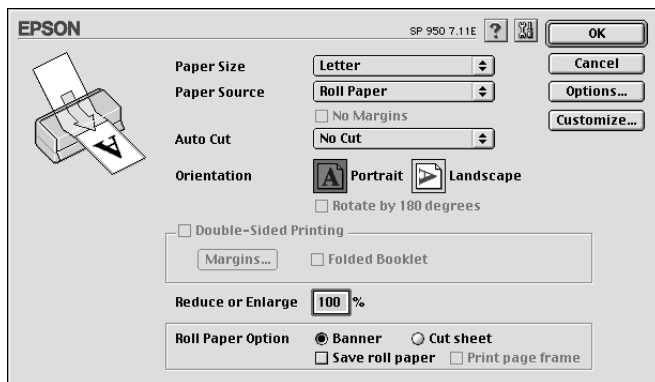 EPSON SP 950 7.11E ? OK
Paper Size Letter Cancel
Paper Source Roll Paper Options...
No Margins Customize...
Auto Cut No Cut
Orientation A Portrait A Landscape
Rotate by 180 degrees
Double-Sided Printing
Margins... Folded Booklet
Reduce or Enlarge 100 %
Roll Paper Option Banner Cut sheet
Save roll paper Print page frame
A